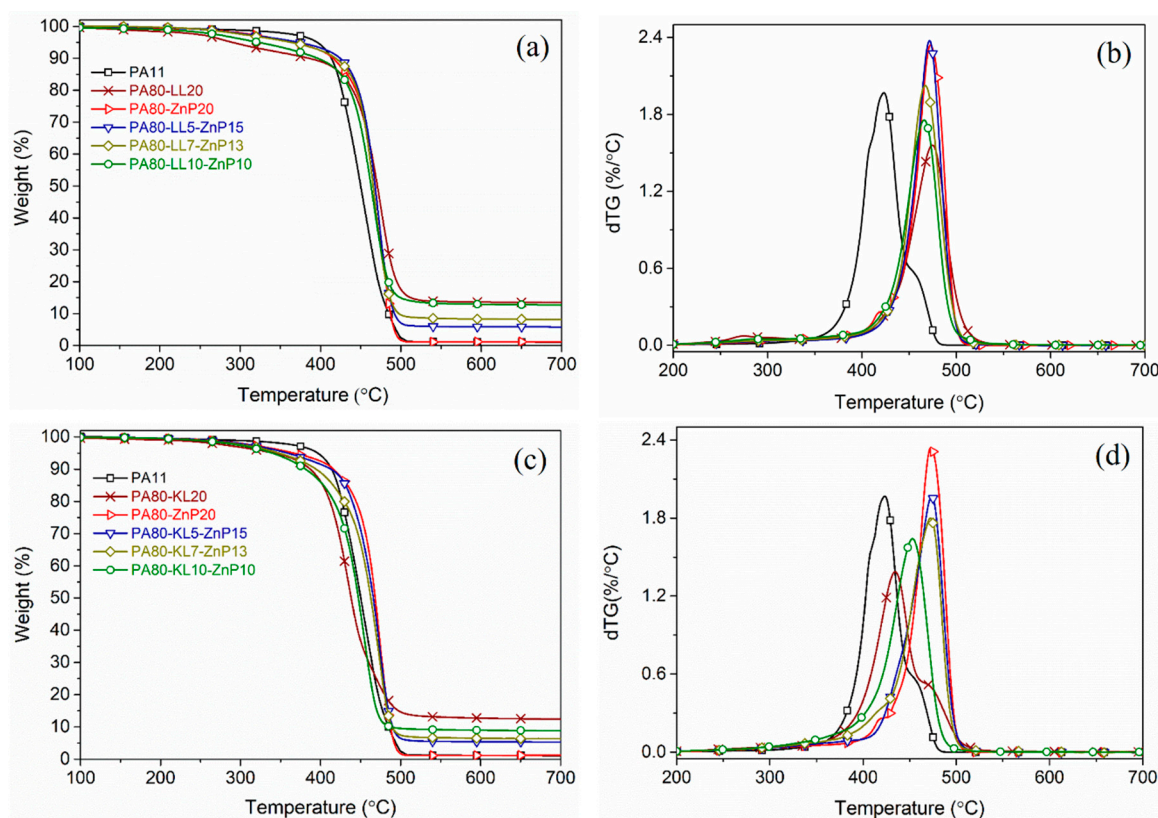 (a)
100
90
80
70
60
50
40
30
20
10
0
Weight (%)
PA11
PA80-LL20
PA80-ZnP20
PA80-LL5-ZnP15
PA80-LL7-ZnP13
PA80-LL10-ZnP10
100 200 300 400 500 600 700
Temperature (°C)
(b)
2.4
1.8
1.2
0.6
0.0
dTG (%/°C)
200 300 400 500 600 700
Temperature (°C)
(c)
100
90
80
70
60
50
40
30
20
10
0
Weight (%)
PA11
PA80-KL20
PA80-ZnP20
PA80-KL5-ZnP15
PA80-KL7-ZnP13
PA80-KL10-ZnP10
100 200 300 400 500 600 700
Temperature (°C)
(d)
2.4
1.8
1.2
0.6
0.0
dTG(%/°C)
200 300 400 500 600 700
Temperature (°C)